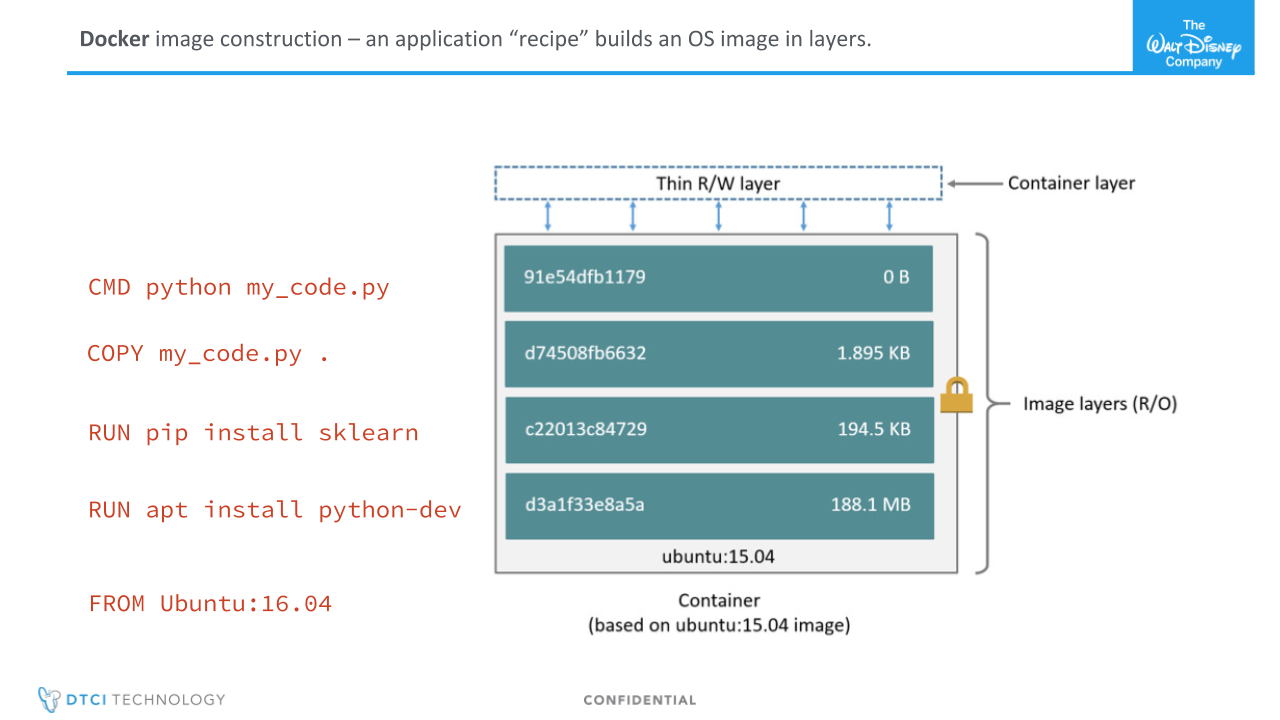 Docker image construction – an application “recipe” builds an OS image in layers.
The
WALT DISNEY
Company
Thin R/W layer
Container layer
CMD python my_code.py
91e54dfb1179 0 B
COPY my_code.py .
d74508fb6632 1.895 KB
Image layers (R/O)
RUN pip install sklearn
c22013c84729 194.5 KB
RUN apt install python-dev
d3a1f33e8a5a 188.1 MB
ubuntu:15.04
FROM Ubuntu:16.04
Container
(based on ubuntu:15.04 image)
DTCI TECHNOLOGY
CONFIDENTIAL